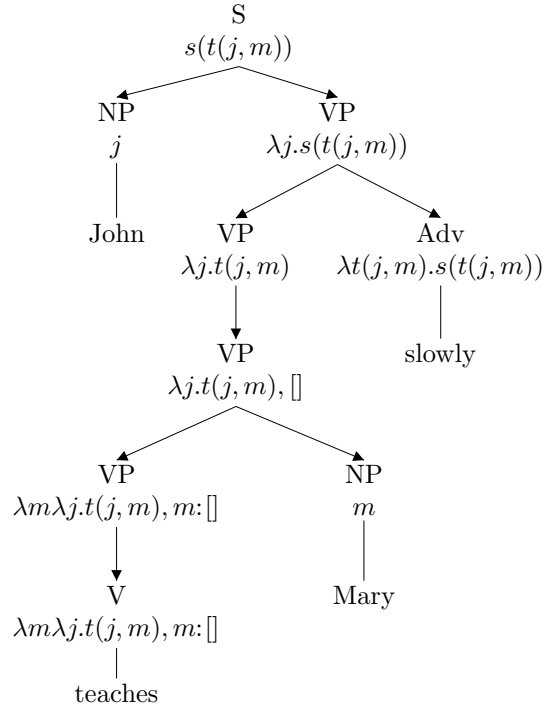 S
s(t(j, m))
NP VP
j λj.s(t(j, m))
John VP Adv
λj.t(j, m) λt(j, m).s(t(j, m))
VP slowly
λj.t(j, m), []
VP NP
λmλj.t(j, m), m:[] m
V Mary
λmλj.t(j, m), m:[]
teaches